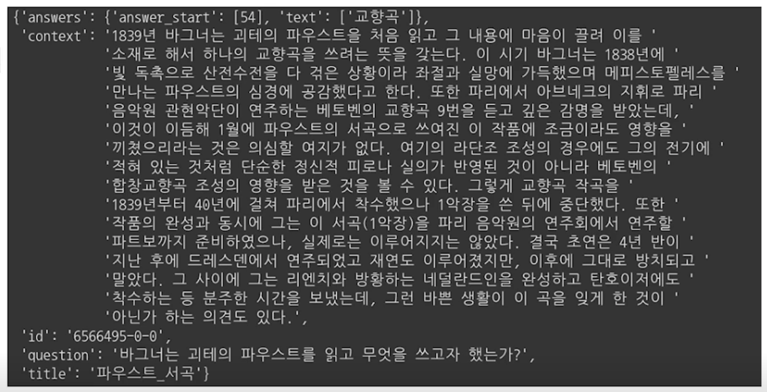 {'answers': {'answer_start': [54], 'text': ['교향곡']},
'context': '1839년 바그너는 괴테의 파우스트을 처음 읽고 그 내용에 마음이 끌려 이를 '
'소재로 해서 하나의 교향곡을 쓰려는 뜻을 갖는다. 이 시기 바그너는 1838년에 '
'빛 독촉으로 산전수전을 다 겪은 상황이라 좌절과 실망에 가득했으며 메피스토펠레스를 '
'만나는 파우스트의 심경에 공감했다고 한다. 또한 파리에서 아브네크의 지휘로 파리 '
'음악원 관현악단이 연주하는 베토벤의 교향곡 9번을 듣고 깊은 감명을 받았는데, '
'이것이 이듬해 1월에 파우스트의 서곡으로 쓰여진 이 작품에 조금이라도 영향을 '
'끼쳤으리라는 것은 의심할 여지가 없다. 여기의 라단조 조성의 경우에도 그의 전기에 '
'적혀 있는 것처럼 단순한 정신적 피로나 실의가 반영된 것이 아니라 베토벤의 '
'합창교향곡 조성의 영향을 받은 것을 볼 수 있다. 그렇게 교향곡 작곡을 '
'1839년부터 40년에 걸쳐 파리에서 착수했으나 1악장을 쓴 뒤에 중단했다. 또한 '
'작품의 완성과 동시에 그는 이 서곡(1악장)을 파리 음악원의 연주회에서 연주할 '
'파트보까지 준비하였으나, 실제로는 이루어지지는 않았다. 결국 초연은 4년 반이 '
'지난 후에 드레스덴에서 연주되었고 재연도 이루어졌지만, 이후에 그대로 방치되고 '
'말았다. 그 사이에 그는 리엔치와 방황하는 네덜란드인을 완성하고 탄호이저에도 '
'착수하는 등 분주한 시간을 보냈는데, 그런 바쁜 생활이 이 곡을 잊게 한 것이 '
'아닌가 하는 의견도 있다.',
'id': '6566495-0-0',
'question': '바그너는 괴테의 파우스트를 읽고 무엇을 쓰고자 했는가?',
'title': '파우스트_서곡'}